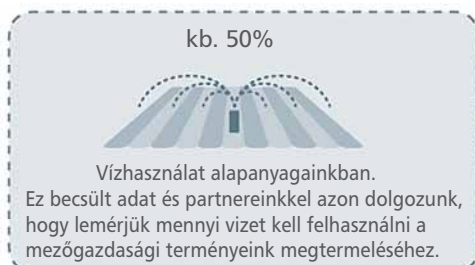 kb. 50%
Vízhasználat alapanyagainkban.
Ez becsült adat és partnereinkkel azon dolgozunk,
hogy lemérjük mennyi vizet kell felhasználni a
mezőgazdasági terményeink megtermeléséhez.